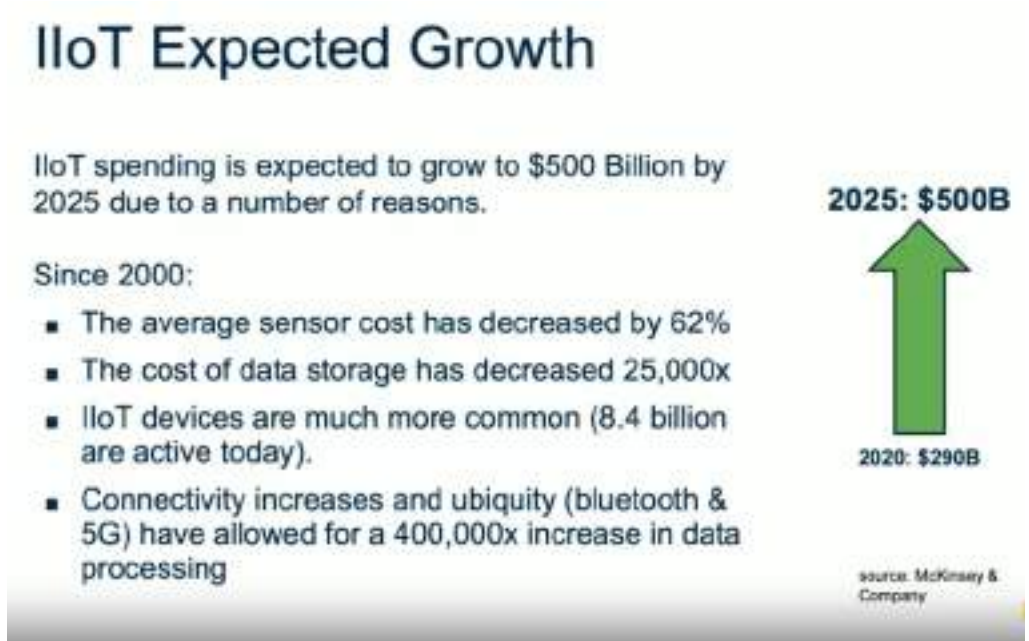 IIoT Expected Growth
IIoT spending is expected to grow to $500 Billion by
2025 due to a number of reasons.
Since 2000:
▪ The average sensor cost has decreased by 62%
▪ The cost of data storage has decreased 25,000x
▪ IIoT devices are much more common (8.4 billion
are active today).
▪ Connectivity increases and ubiquity (bluetooth &
5G) have allowed for a 400,000x increase in data
processing
2025: $500B
2020: $290B
source: McKinsey &
Company